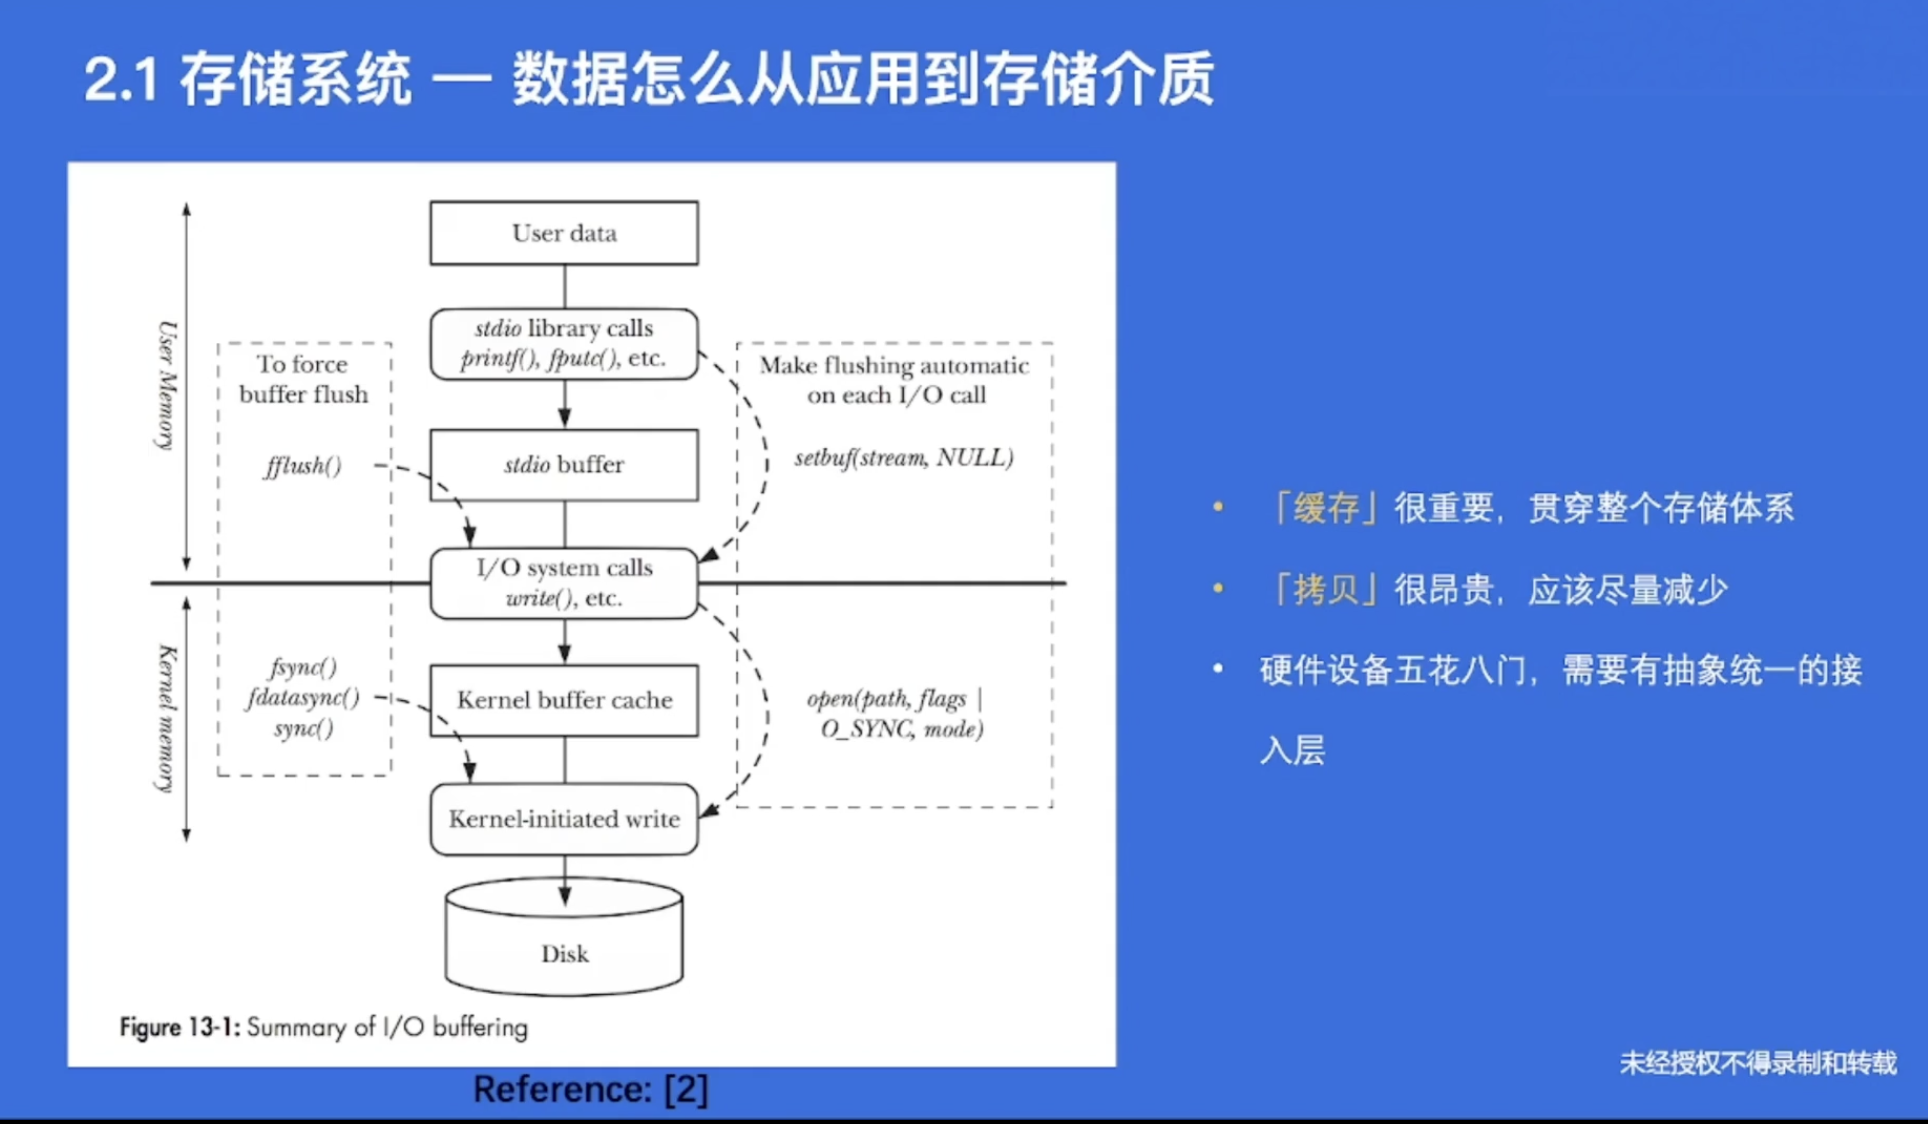 2.1 存储系统 — 数据怎么从应用到存储介质
User Memory
Kernel memory
User data
stdio library calls
printf(), fputc(), etc.
stdio buffer
I/O system calls
write(), etc.
Kernel buffer cache
Kernel-initiated write
Disk
To force
buffer flush
fflush()
fsync()
fdatasync()
sync()
Make flushing automatic
on each I/O call
setbuf(stream, NULL)
open(path, flags |
O_SYNC, mode)
Figure 13-1: Summary of I/O buffering
Reference: [2]
• 「缓存」很重要，贯穿整个存储体系
• 「拷贝」很昂贵，应该尽量减少
• 硬件设备五花八门，需要有抽象统一的接
入层
未经授权不得录制和转载